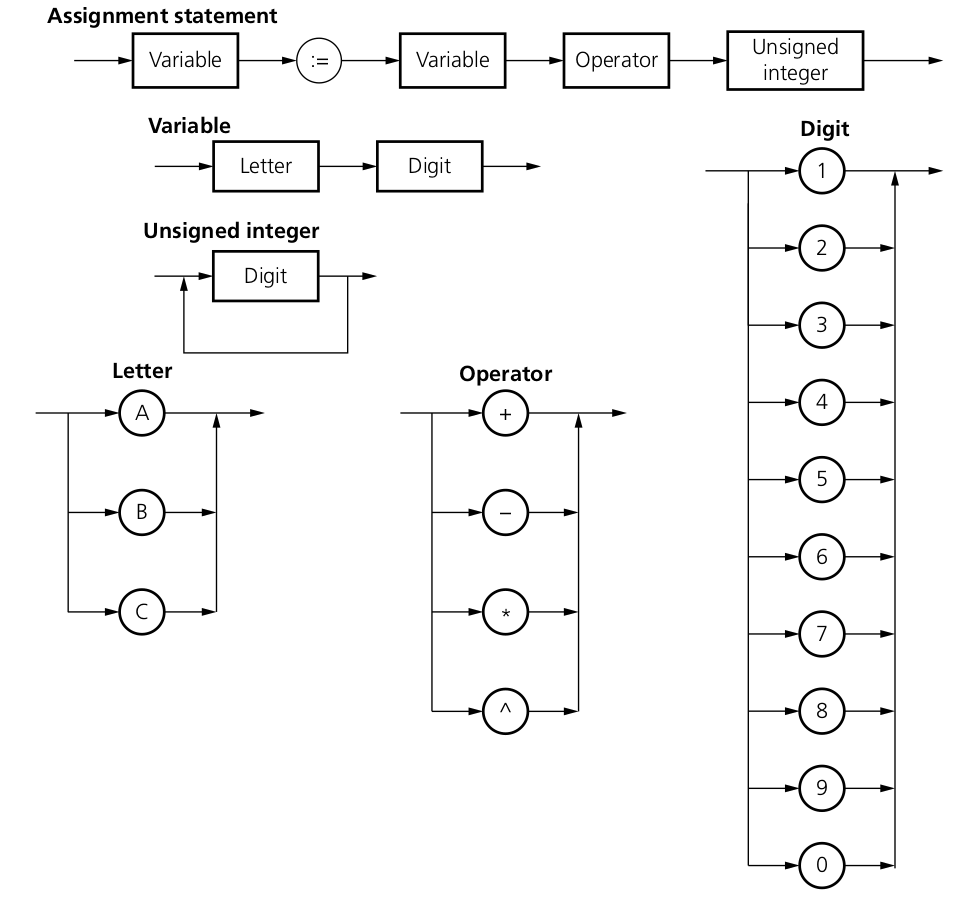 Assignment statement
Variable := Variable Operator Unsigned integer
Variable
Letter Digit
Unsigned integer
Digit
Letter
A
B
C
Operator
+
–
*
^
Digit
1
2
3
4
5
6
7
8
9
0